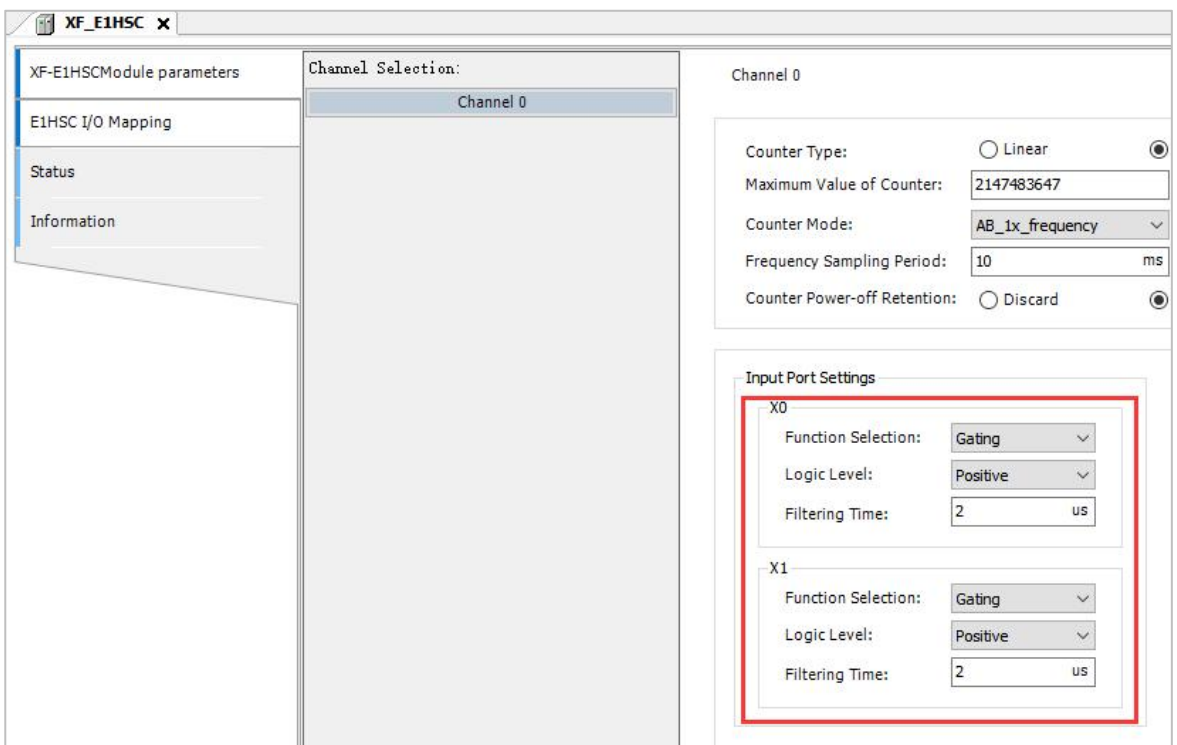 XF_E1HSC x
XF-E1HSCModule parameters
E1HSC I/O Mapping
Status
Information
Channel Selection:
Channel 0
Channel 0
Counter Type: Linear
Maximum Value of Counter: 2147483647
Counter Mode: AB_1x_frequency
Frequency Sampling Period: 10 ms
Counter Power-off Retention: Discard
Input Port Settings
X0
Function Selection: Gating
Logic Level: Positive
Filtering Time: 2 us
X1
Function Selection: Gating
Logic Level: Positive
Filtering Time: 2 us